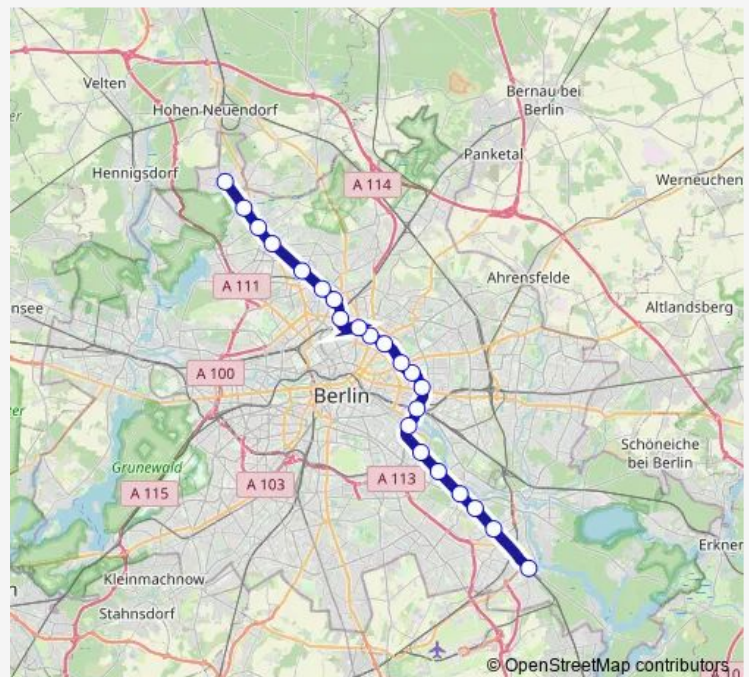 Velten
Bernau bei
Berlin
Hohen Neuendorf
Panketal
Hennigsdorf
A 114
Werneuchen
A 111
Ahrensfelde
nsee
Altlandsberg
A 100
Berlin
Schöneiche
bei Berlin
Grunewald
A 115
A 103
A 113
Erkner
Kleinmachnow
Stahnsdorf
© OpenStreetMap contributors
A 10